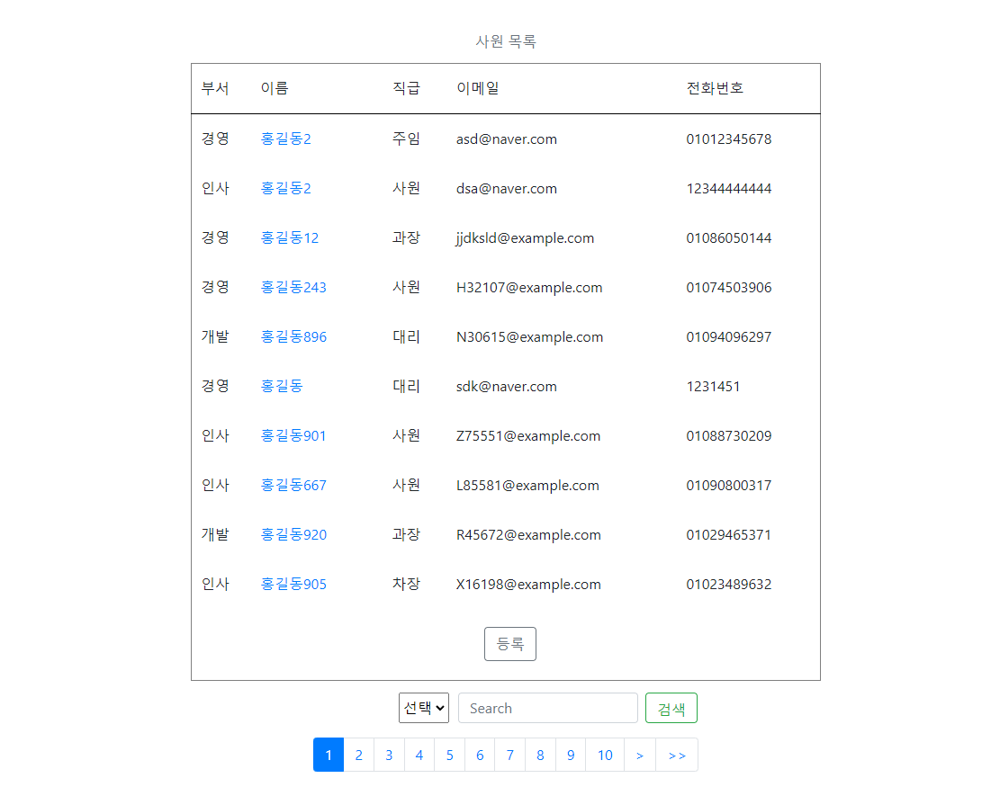 사원 목록
부서 이름 직급 이메일 전화번호
경영 홍길동2 주임 asd@naver.com 01012345678
인사 홍길동2 사원 dsa@naver.com 12344444444
경영 홍길동12 과장 jjdksld@example.com 01086050144
경영 홍길동243 사원 H32107@example.com 01074503906
개발 홍길동896 대리 N30615@example.com 01094096297
경영 홍길동 대리 sdk@naver.com 1231451
인사 홍길동901 사원 Z75551@example.com 01088730209
인사 홍길동667 사원 L85581@example.com 01090800317
개발 홍길동920 과장 R45672@example.com 01029465371
인사 홍길동905 차장 X16198@example.com 01023489632
등록
선택 Search 검색
1 2 3 4 5 6 7 8 9 10 > >>